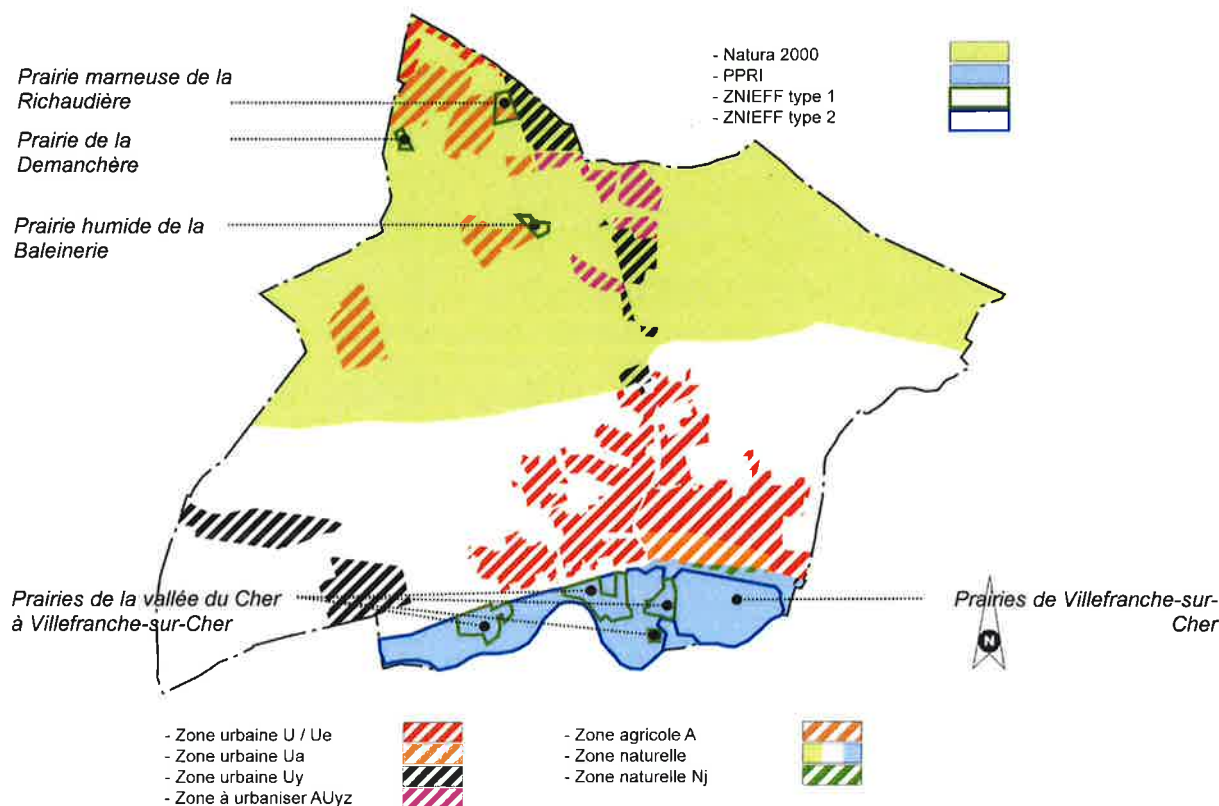 Prairie marneuse de la
Richaudière
Prairie de la
Demanchère
Prairie humide de la
Baleinerie
- Natura 2000
- PPRI
- ZNIEFF type 1
- ZNIEFF type 2
Prairies de la vallée du Cher
à Villefranche-sur-Cher
Prairies de Villefranche-sur-
Cher
N
- Zone urbaine U / Ue
- Zone urbaine Ua
- Zone urbaine Uy
- Zone à urbaniser AUyz
- Zone agricole A
- Zone naturelle
- Zone naturelle Nj